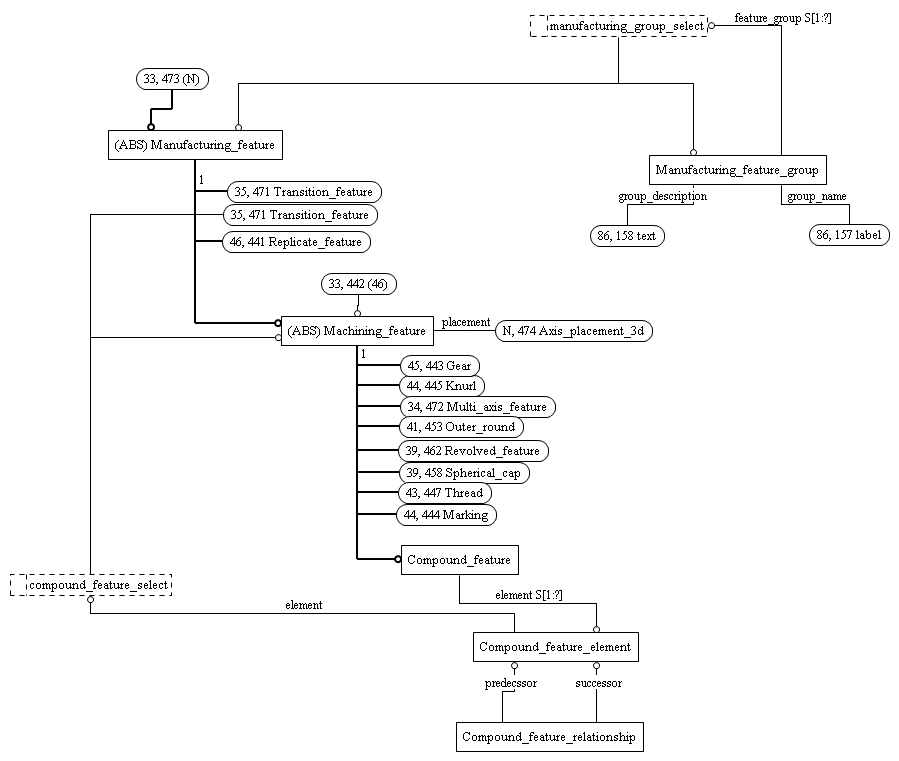 feature_group S[1:?]
manufacturing_group_select
33, 473 (N)
(ABS) Manufacturing_feature
Manufacturing_feature_group
1
35, 471 Transition_feature
group_description
group_name
35, 471 Transition_feature
86, 158 text
86, 157 label
46, 441 Replicate_feature
33, 442 (46)
(ABS) Machining_feature
placement
N, 474 Axis_placement_3d
1
45, 443 Gear
44, 445 Knurl
34, 472 Multi_axis_feature
41, 453 Outer_round
39, 462 Revolved_feature
39, 458 Spherical_cap
43, 447 Thread
44, 444 Marking
Compound_feature
compound_feature_select
element S[1:?]
element
Compound_feature_element
predecssor
successor
Compound_feature_relationship